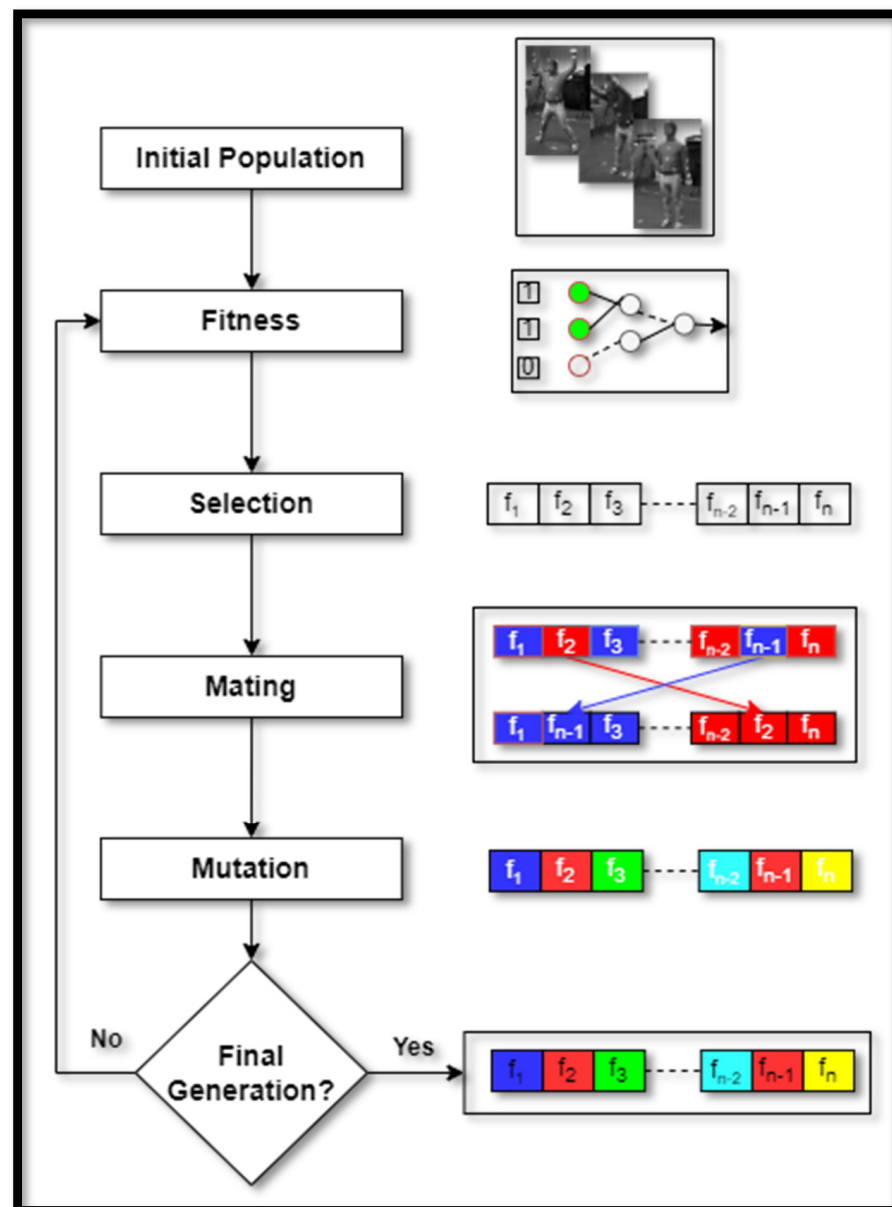 Initial Population
Fitness
1
1
0
Selection
f₁ f₂ f₃ fₙ₋₂ fₙ₋₁ fₙ
Mating
f₁ f₂ f₃ fₙ₋₂ fₙ₋₁ fₙ
f₁ fₙ₋₁ f₃ fₙ₋₂ f₂ fₙ
Mutation
f₁ f₂ f₃ fₙ₋₂ fₙ₋₁ fₙ
No
Final
Generation?
Yes
f₁ f₂ f₃ fₙ₋₂ fₙ₋₁ fₙ